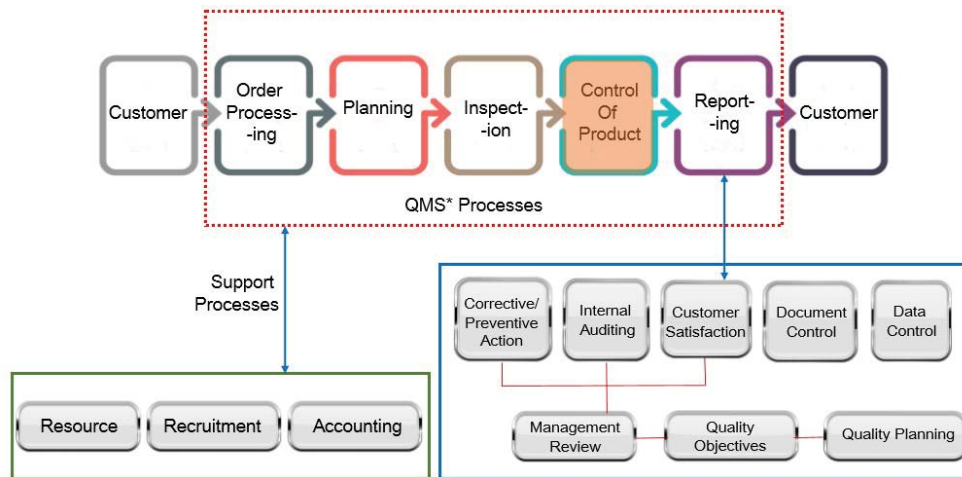 Customer
Order
Process-
-ing
Planning
Inspect-
-ion
Control
Of
Product
Report-
-ing
Customer
QMS* Processes
Support
Processes
Corrective/
Preventive
Action
Internal
Auditing
Customer
Satisfaction
Document
Control
Data
Control
Resource
Recruitment
Accounting
Management
Review
Quality
Objectives
Quality Planning